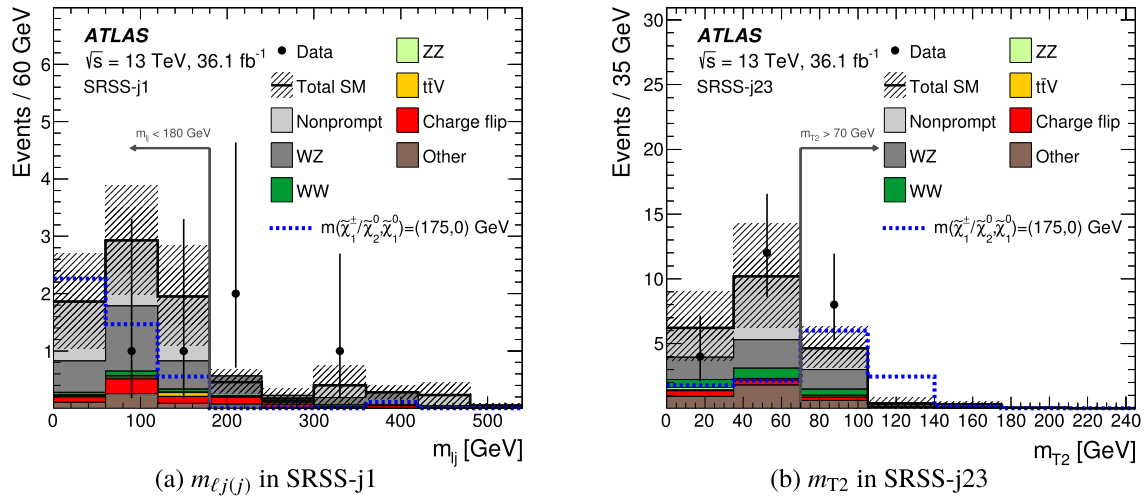 ATLAS
√s = 13 TeV, 36.1 fb⁻¹
SRSS-j1
Data
Total SM
Nonprompt
WZ
WW
ZZ
tt̄V
Charge flip
Other
m(χ̃₁^±/χ̃₂⁰,χ̃₁⁰)=(175,0) GeV
m_lj < 180 GeV
Events / 60 GeV
6
5
4
3
2
1
0 100 200 300 400 500
m_lj [GeV]
(a) m_ℓj(j) in SRSS-j1
ATLAS
√s = 13 TeV, 36.1 fb⁻¹
SRSS-j23
Data
Total SM
Nonprompt
WZ
WW
ZZ
tt̄V
Charge flip
Other
m(χ̃₁^±/χ̃₂⁰,χ̃₁⁰)=(175,0) GeV
m_T2 > 70 GeV
Events / 35 GeV
30
25
20
15
10
5
0 20 40 60 80 100 120 140 160 180 200 220 240
m_T2 [GeV]
(b) m_T2 in SRSS-j23